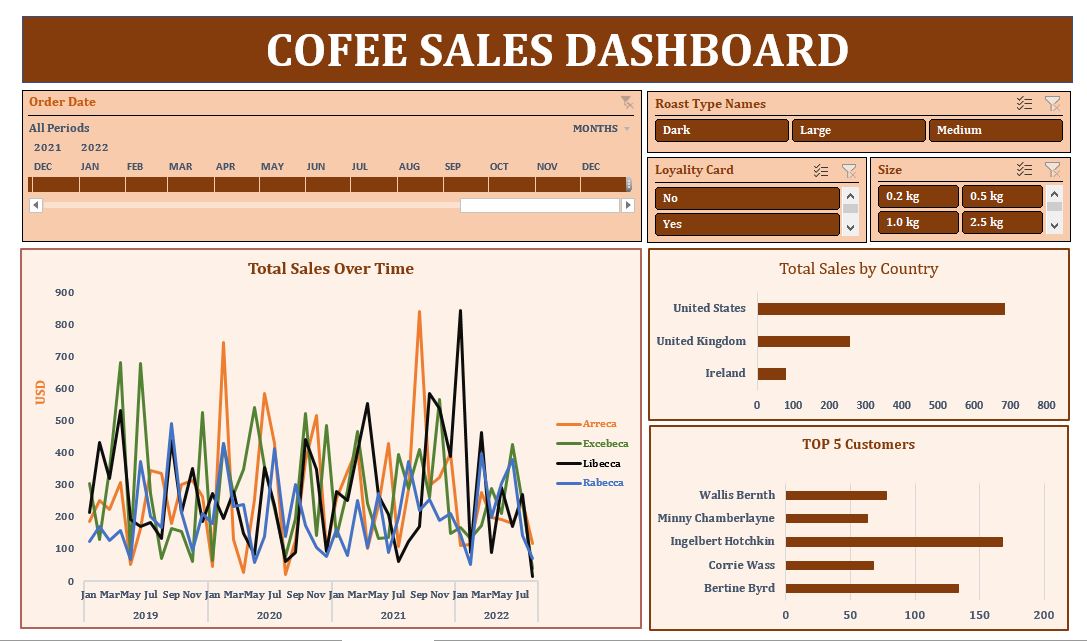 COFEE SALES DASHBOARD
Order Date
All Periods MONTHS
2021 2022
DEC JAN FEB MAR APR MAY JUN JUL AUG SEP OCT NOV DEC
Roast Type Names
Dark Large Medium
Loyality Card
No
Yes
Size
0.2 kg 0.5 kg
1.0 kg 2.5 kg
Total Sales Over Time
900
800
700
600
500
400
300
200
100
0
USD
Jan Mar May Jul Sep Nov Jan Mar May Jul Sep Nov Jan Mar May Jul Sep Nov Jan Mar May Jul
2019 2020 2021 2022
Arreca
Excebeca
Libecca
Rabecca
Total Sales by Country
United States
United Kingdom
Ireland
0 100 200 300 400 500 600 700 800
TOP 5 Customers
Wallis Bernth
Minny Chamberlayne
Ingelbert Hotchkin
Corrie Wass
Bertine Byrd
0 50 100 150 200